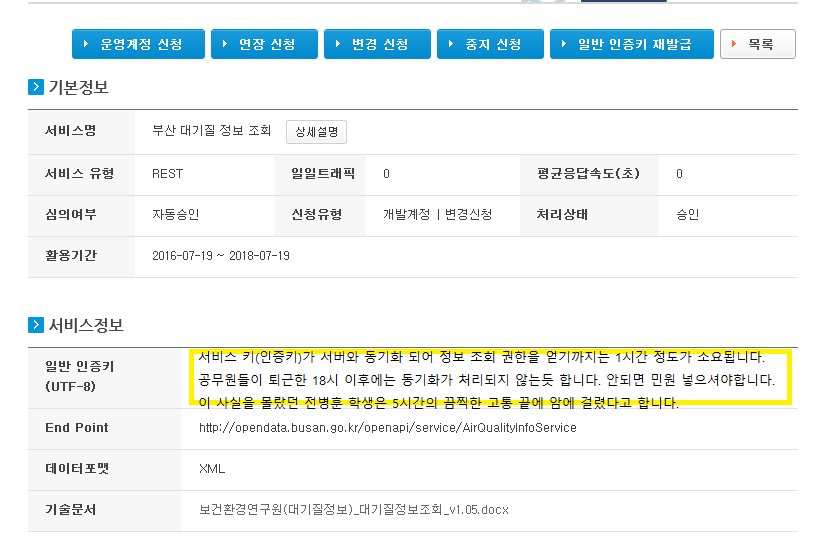 운영계정 신청
연장 신청
변경 신청
중지 신청
일반 인증키 재발급
목록
기본정보
서비스명 부산 대기질 정보 조회 상세설명
서비스 유형 REST 일일트래픽 0 평균응답속도(초) 0
심의여부 자동승인 신청유형 개발계정 | 변경신청 처리상태 승인
활용기간 2016-07-19 ~ 2018-07-19
서비스정보
일반 인증키
(UTF-8)
서비스 키(인증키)가 서버와 동기화 되어 정보 조회 권한을 얻기까지는 1시간 정도가 소요됩니다.
공무원들이 퇴근한 18시 이후에는 동기화가 처리되지 않는듯 합니다. 안되면 민원 넣으셔야합니다.
이 사실을 몰랐던 전병훈 학생은 5시간의 끔찍한 고통 끝에 암에 걸렸다고 합니다.
End Point http://opendata.busan.go.kr/openapi/service/AirQualityInfoService
데이터포맷 XML
기술문서 보건환경연구원(대기질정보)_대기질정보조회_v1.05.docx